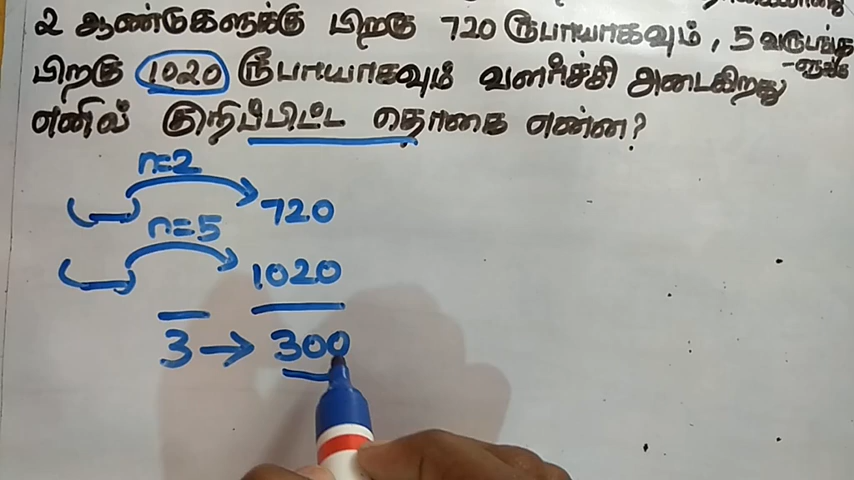 2 ஆண்டுகளுக்கு பிறகு 720 ரூபாயாகவும், 5 வருடங்க
-ளுக்கு
பிறகு 1020 ரூபாயாகவும் வளர்ச்சி அடைகிறது
எனில் குறிப்பிட்ட தொகை என்ன?
n=2
720
n=5
1020
3 → 300